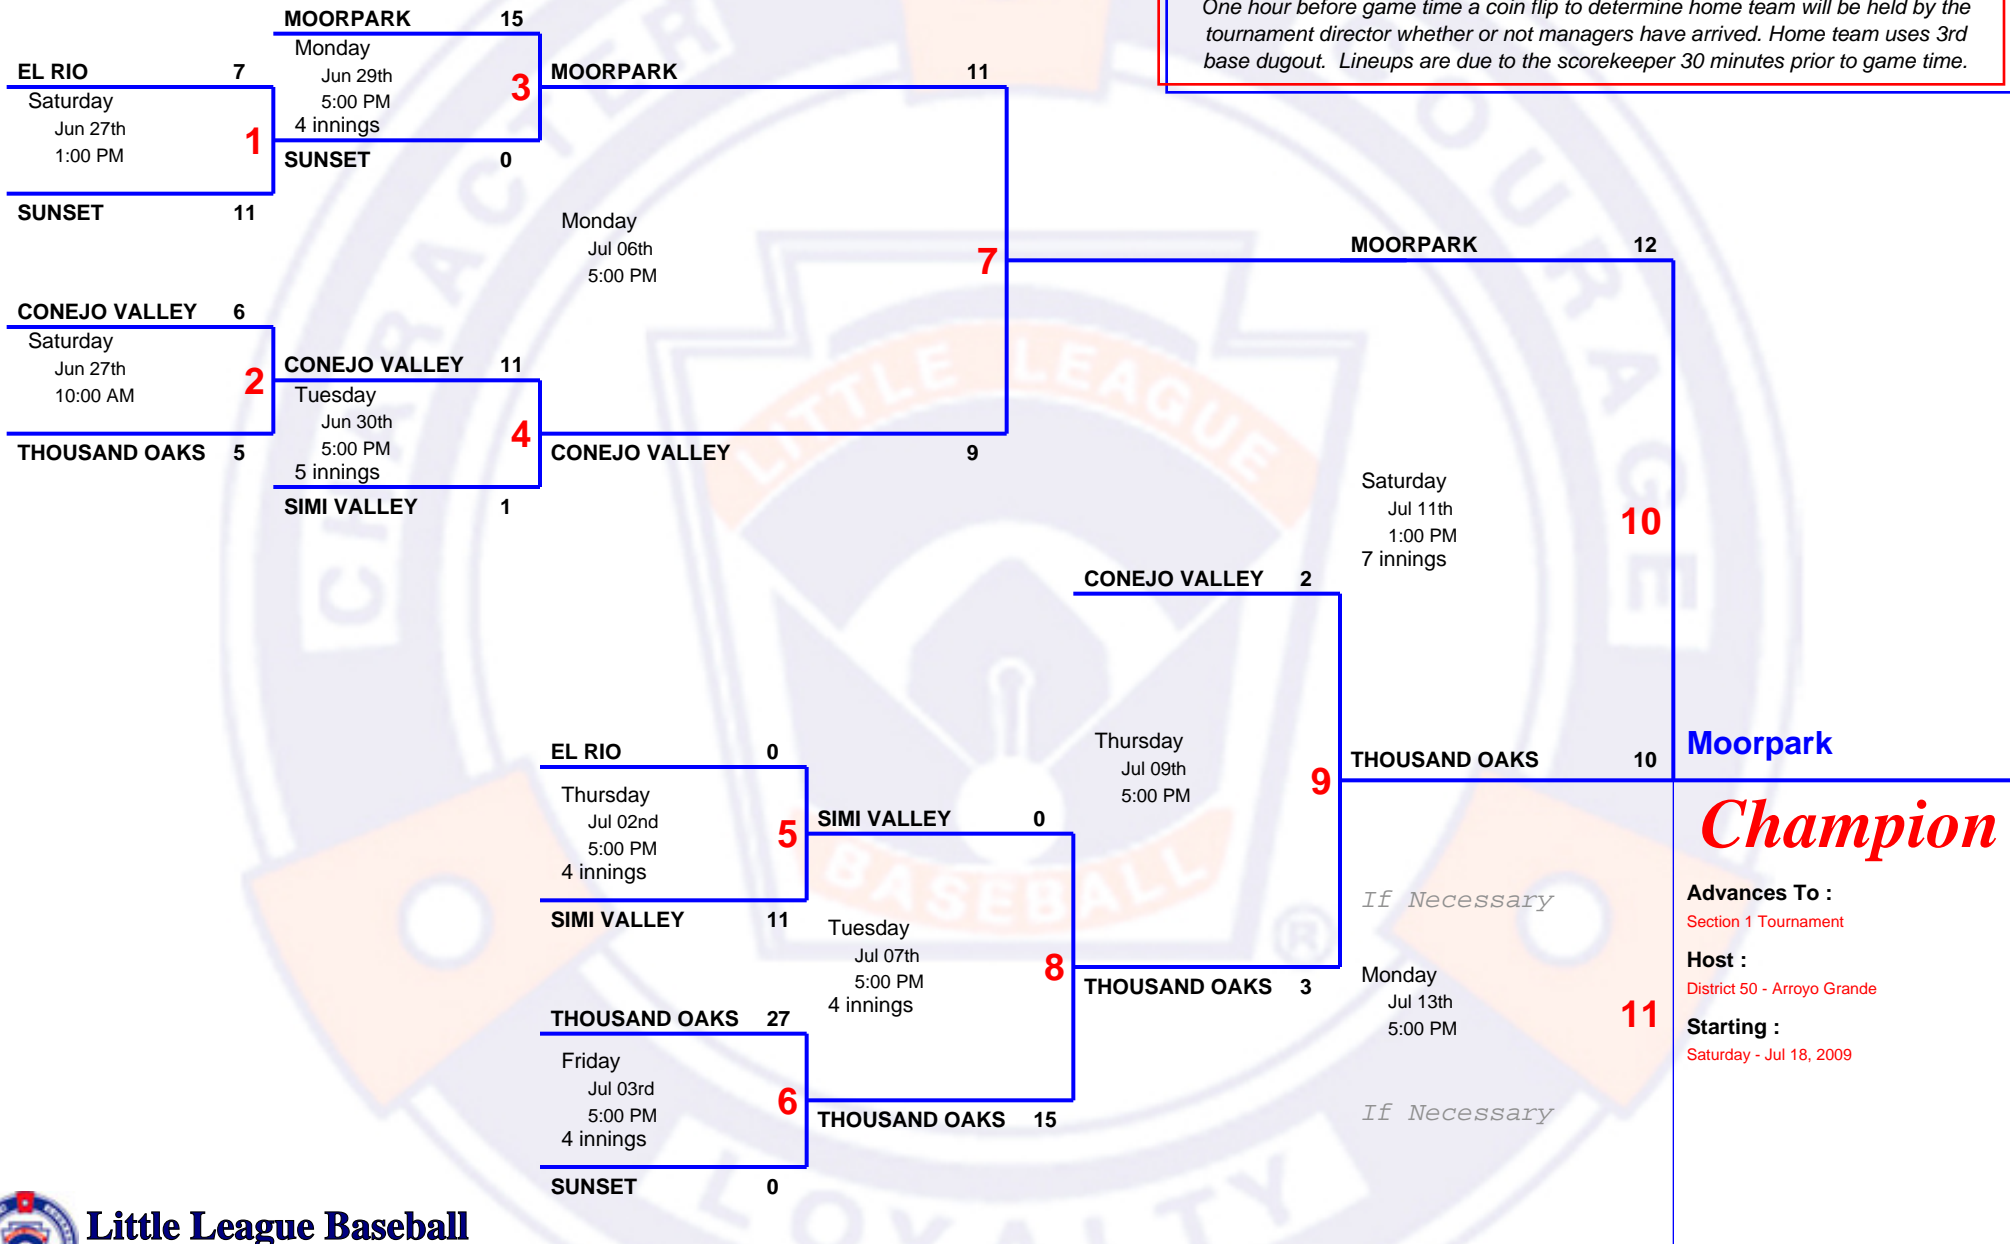 One hour before game time a coin flip to determine home team will be held by the
tournament director whether or not managers have arrived. Home team uses 3rd
base dugout. Lineups are due to the scorekeeper 30 minutes prior to game time.
MOORPARK 15
Monday
Jun 29th
5:00 PM
4 innings
3
SUNSET 0
EL RIO 7
Saturday
Jun 27th
1:00 PM
1
SUNSET 11
MOORPARK 11
Monday
Jul 06th
5:00 PM
7
CONEJO VALLEY 9
CONEJO VALLEY 6
Saturday
Jun 27th
10:00 AM
2
THOUSAND OAKS 5
CONEJO VALLEY 11
Tuesday
Jun 30th
5:00 PM
5 innings
4
SIMI VALLEY 1
MOORPARK 12
Saturday
Jul 11th
1:00 PM
7 innings
10
THOUSAND OAKS 10
CONEJO VALLEY 2
Thursday
Jul 09th
5:00 PM
9
THOUSAND OAKS 3
EL RIO 0
Thursday
Jul 02nd
5:00 PM
4 innings
5
SIMI VALLEY 11
SIMI VALLEY 0
Tuesday
Jul 07th
5:00 PM
4 innings
8
THOUSAND OAKS 15
THOUSAND OAKS 27
Friday
Jul 03rd
5:00 PM
4 innings
6
SUNSET 0
If Necessary
Monday
Jul 13th
5:00 PM
11
If Necessary
Moorpark
Champion
Advances To :
Section 1 Tournament
Host :
District 50 - Arroyo Grande
Starting :
Saturday - Jul 18, 2009
CHARACTER
COURAGE
LOYALTY
LITTLE LEAGUE
BASEBALL
®
Little League Baseball